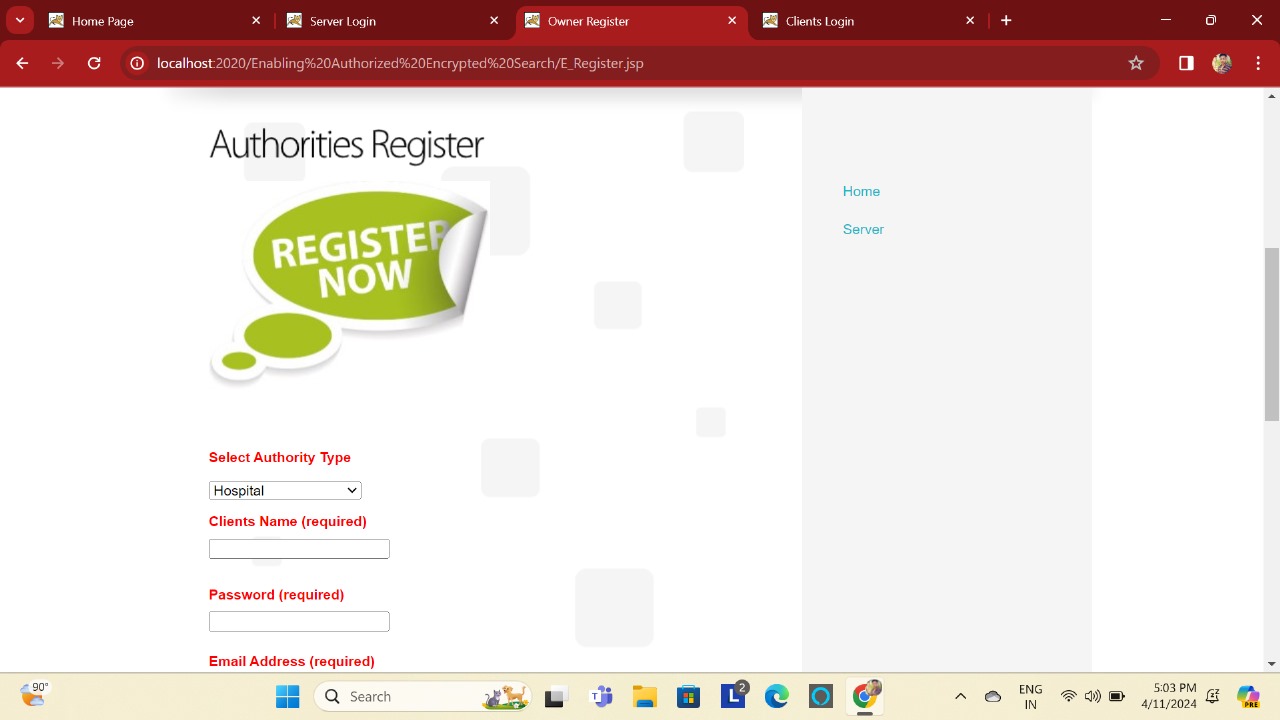 Home Page
Server Login
Owner Register
Clients Login
localhost:2020/Enabling%20Authorized%20Encrypted%20Search/E_Register.jsp
Authorities Register
REGISTER
NOW
Home
Server
Select Authority Type
Hospital
Clients Name (required)
Password (required)
Email Address (required)
90°
Search
T
L
2
ENG
IN
5:03 PM
4/11/2024
PRE